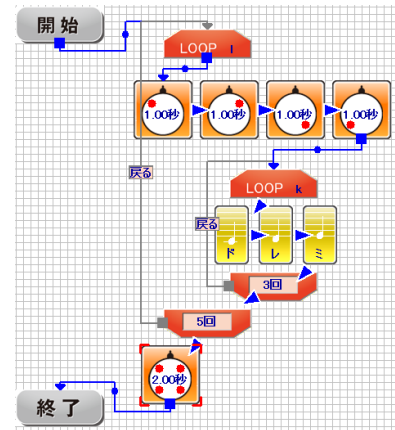 開始
LOOP l
1.00秒 1.00秒 1.00秒 1.00秒
戻る
LOOP k
戻る
ド レ ミ
3回
5回
2.00秒
終了